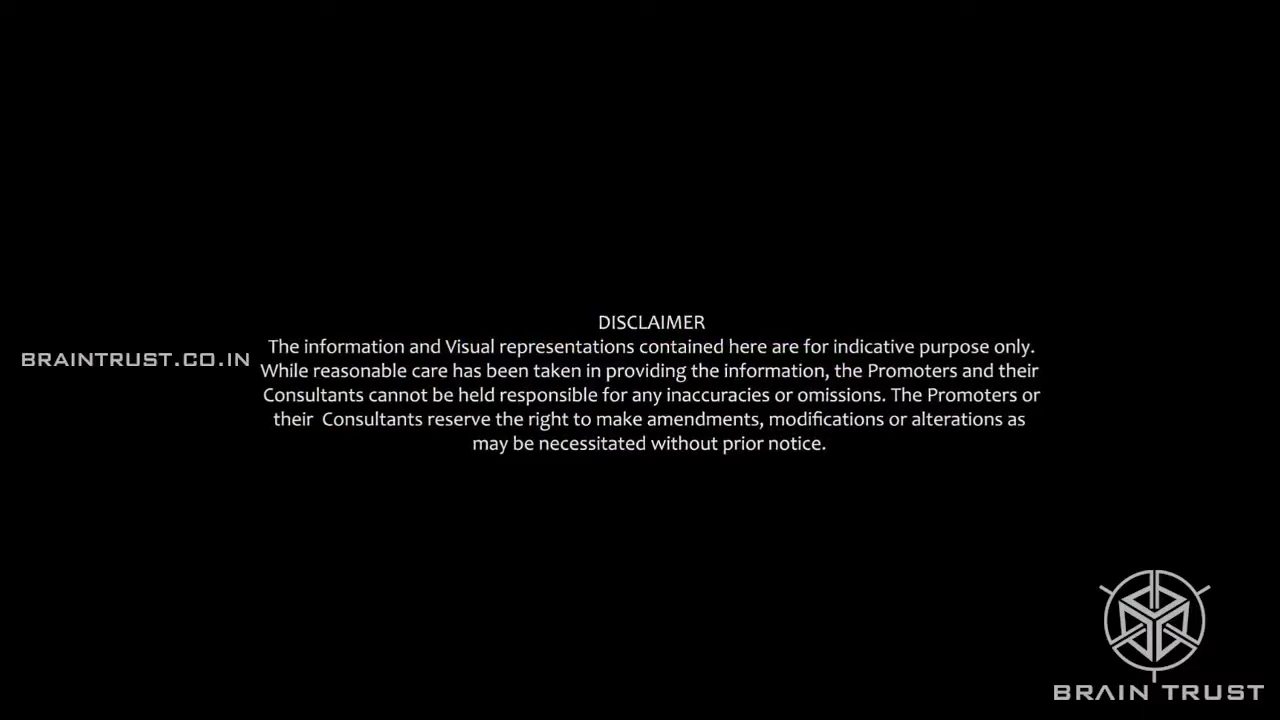 DISCLAIMER
The information and Visual representations contained here are for indicative purpose only.
BRAINTRUST.CO.IN
While reasonable care has been taken in providing the information, the Promoters and their
Consultants cannot be held responsible for any inaccuracies or omissions. The Promoters or
their Consultants reserve the right to make amendments, modifications or alterations as
may be necessitated without prior notice.
BRAIN TRUST